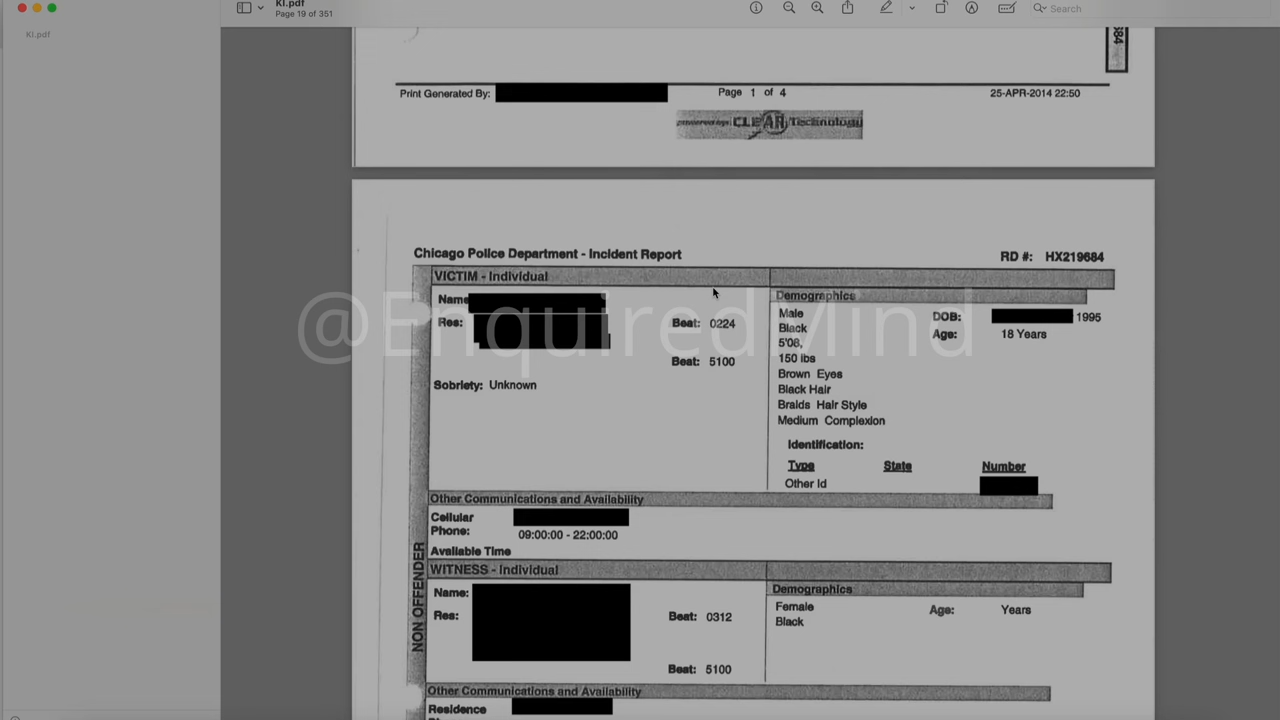 KI.pdf
Page 19 of 351
Search
KI.pdf
684
Print Generated By:
Page 1 of 4
25-APR-2014 22:50
CLEAR Technology
Chicago Police Department - Incident Report
RD #: HX219684
VICTIM - Individual
Name
Res:
Beat: 0224
Beat: 5100
Sobriety: Unknown
Demographics
Male
Black
5'08,
150 lbs
Brown Eyes
Black Hair
Braids Hair Style
Medium Complexion
DOB: 1995
Age: 18 Years
Identification:
Type State Number
Other Id
@EnquiredMind
Other Communications and Availability
Cellular
Phone:
09:00:00 - 22:00:00
Available Time
NON OFFENDER
WITNESS - Individual
Name:
Res:
Beat: 0312
Beat: 5100
Demographics
Female
Black
Age: Years
Other Communications and Availability
Residence